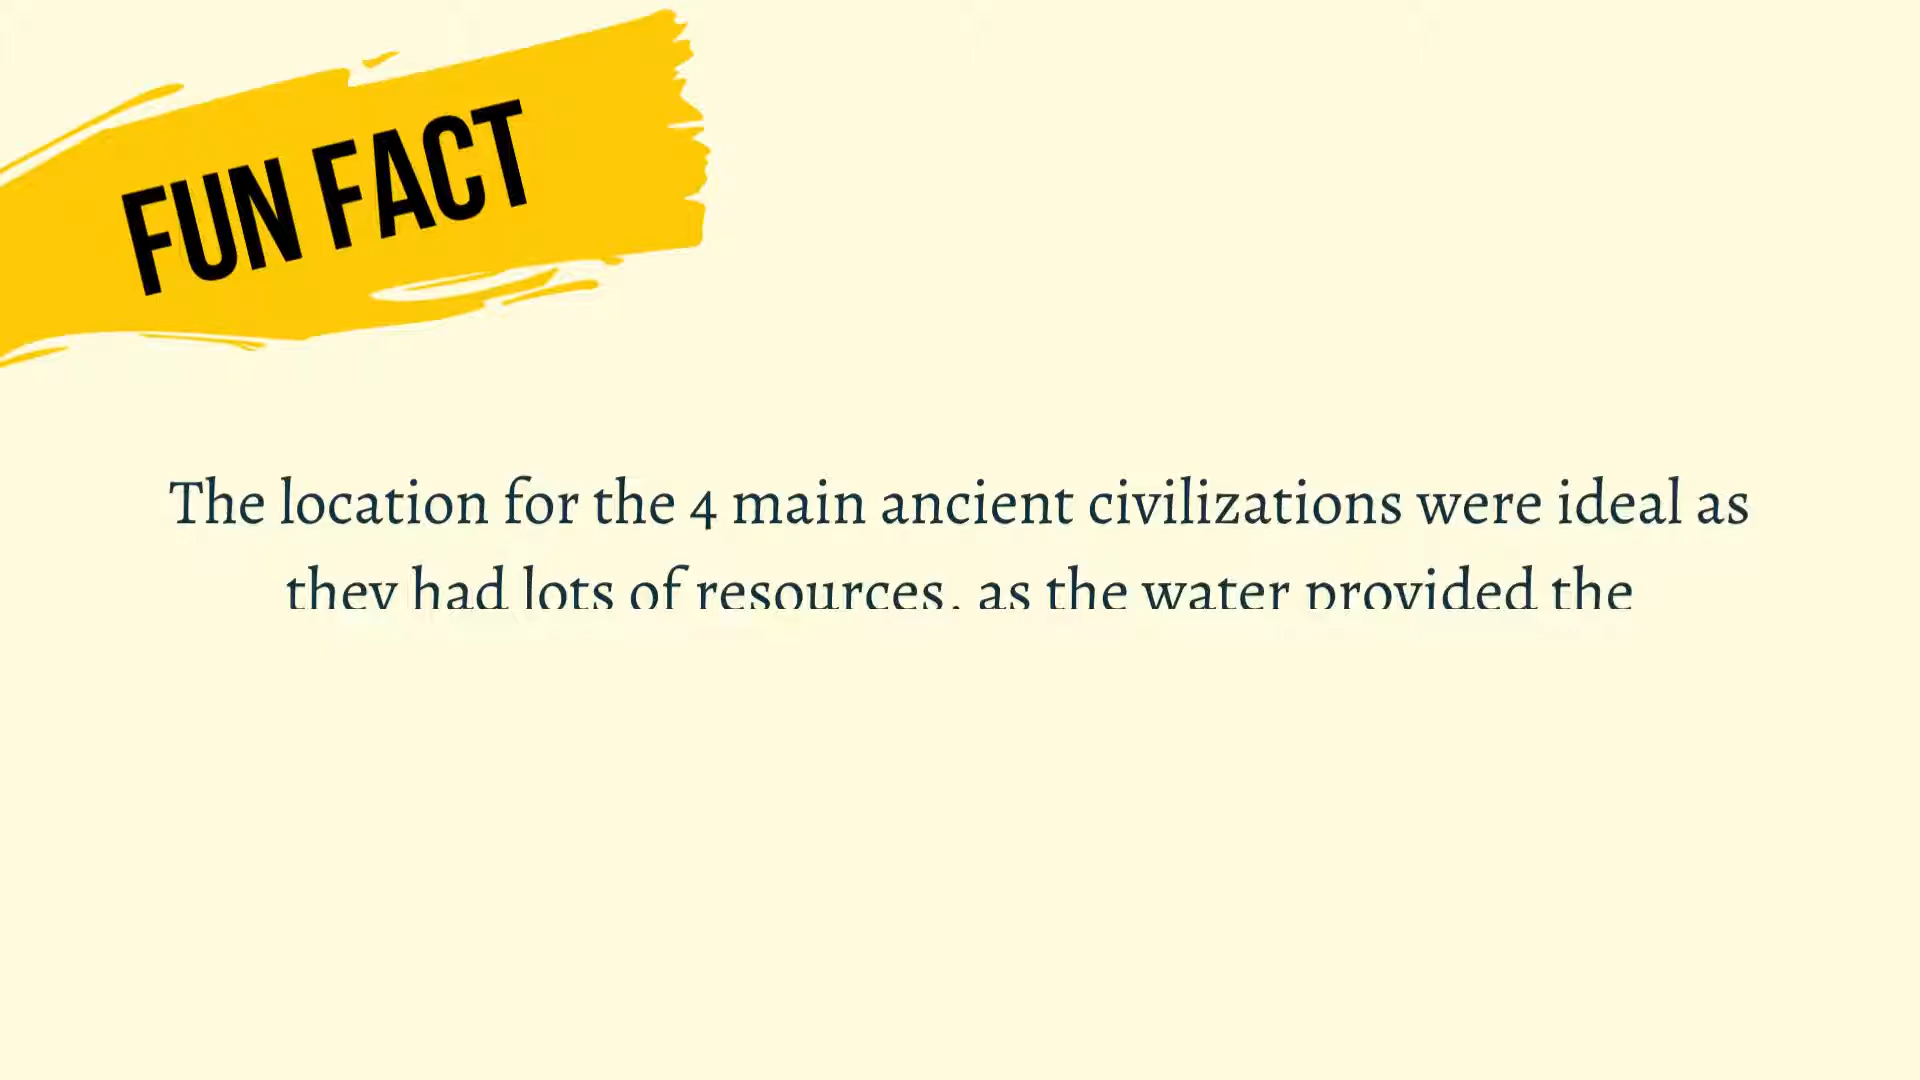 FUN FACT
The location for the 4 main ancient civilizations were ideal as
they had lots of resources, as the water provided the